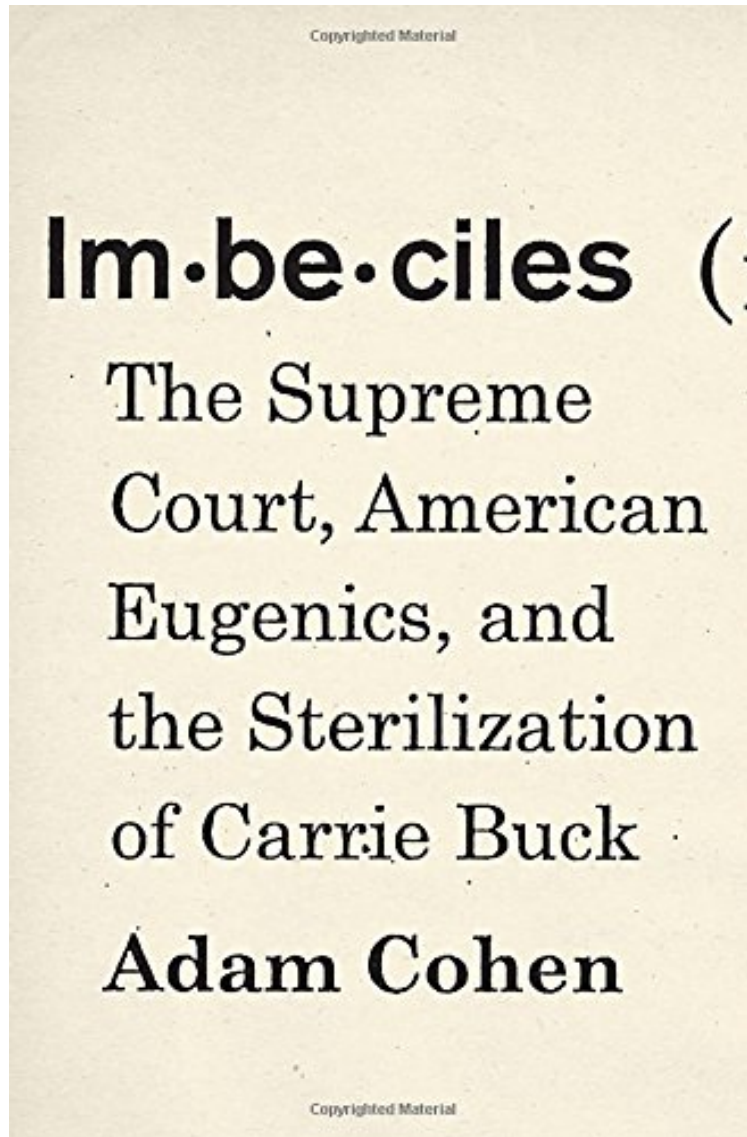 Copyrighted Material
Im·be·ciles (
The Supreme
Court, American
Eugenics, and
the Sterilization
of Carrie Buck
Adam Cohen
Copyrighted Material